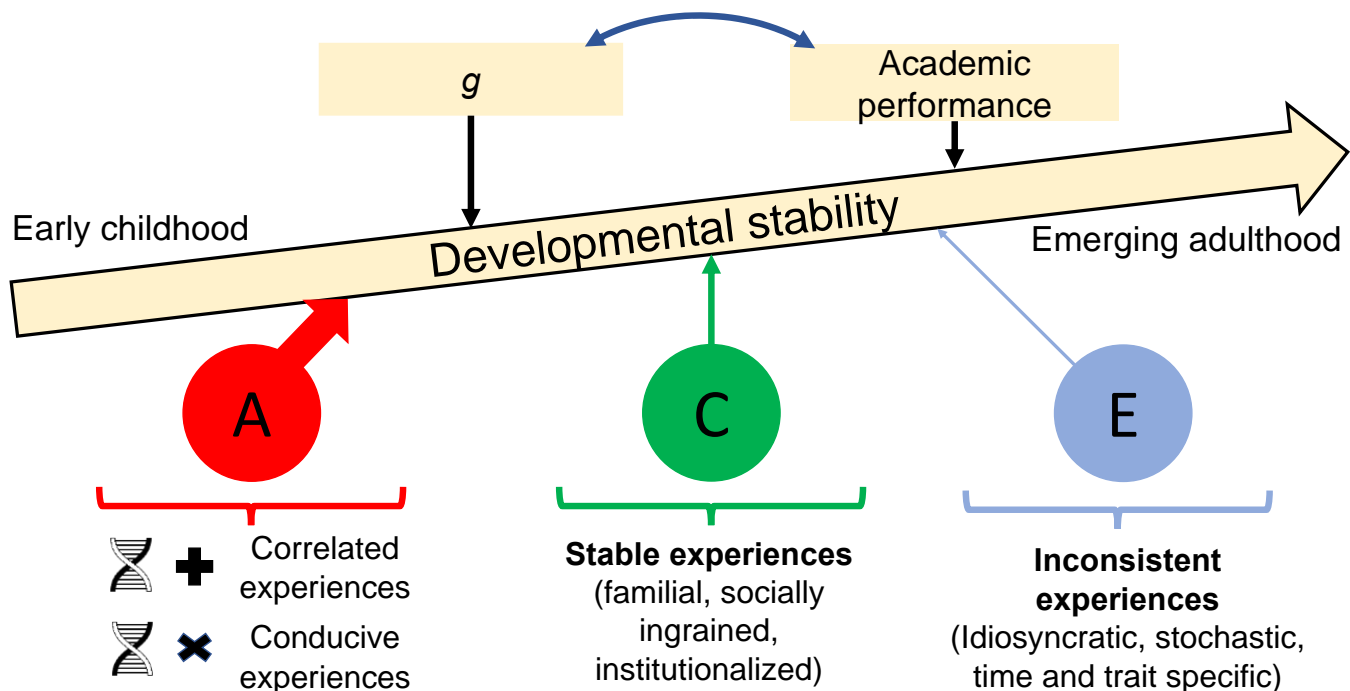 g
Academic
performance
Early childhood
Developmental stability
Emerging adulthood
A
C
E
Correlated
experiences
Conducive
experiences
Stable experiences
(familial, socially
ingrained,
institutionalized)
Inconsistent
experiences
(Idiosyncratic, stochastic,
time and trait specific)